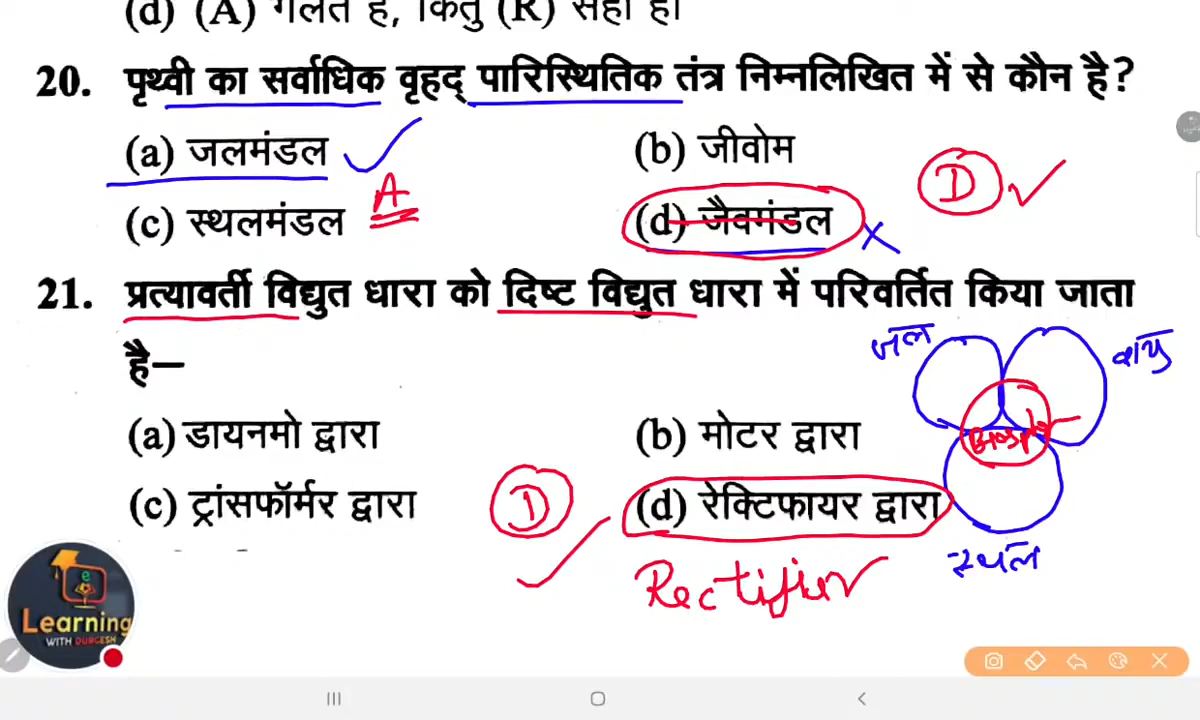 (d) (A) गलत है, किंतु (R) सही है।
20. पृथ्वी का सर्वाधिक वृहद् पारिस्थितिक तंत्र निम्नलिखित में से कौन है?
(a) जलमंडल (b) जीवोम
D
A
(c) स्थलमंडल (d) जैवमंडल
21. प्रत्यावर्ती विद्युत धारा को दिष्ट विद्युत धारा में परिवर्तित किया जाता
है–
जल
वायु
(a) डायनमो द्वारा (b) मोटर द्वारा
(c) ट्रांसफॉर्मर द्वारा (d) रेक्टिफायर द्वारा
D
स्थल
Rectifier
e
Learning
WITH DURGESH